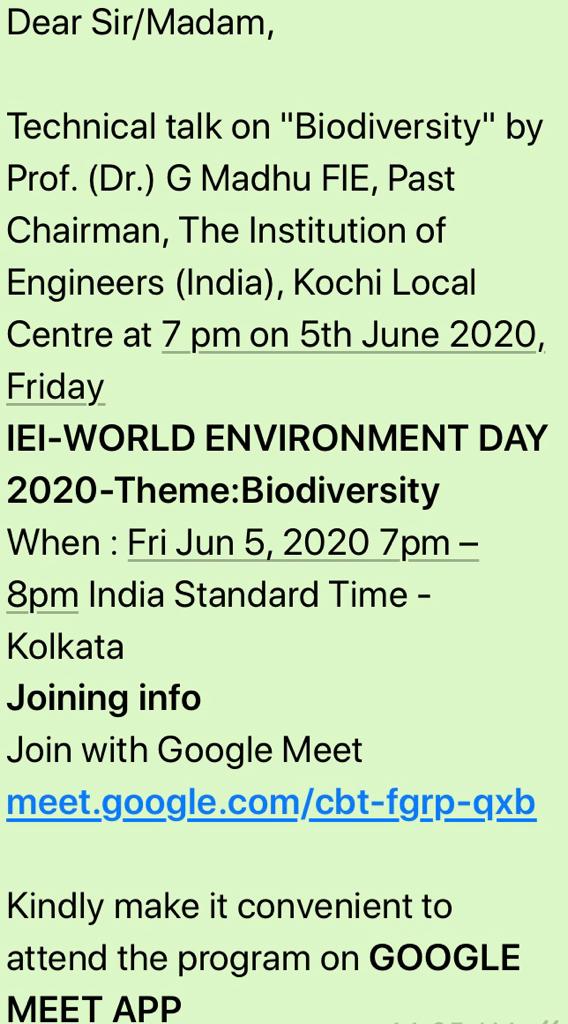 Dear Sir/Madam,
Technical talk on "Biodiversity" by
Prof. (Dr.) G Madhu FIE, Past
Chairman, The Institution of
Engineers (India), Kochi Local
Centre at 7 pm on 5th June 2020,
Friday
IEI-WORLD ENVIRONMENT DAY
2020-Theme:Biodiversity
When : Fri Jun 5, 2020 7pm –
8pm India Standard Time -
Kolkata
Joining info
Join with Google Meet
meet.google.com/cbt-fgrp-qxb
Kindly make it convenient to
attend the program on GOOGLE
MEET APP